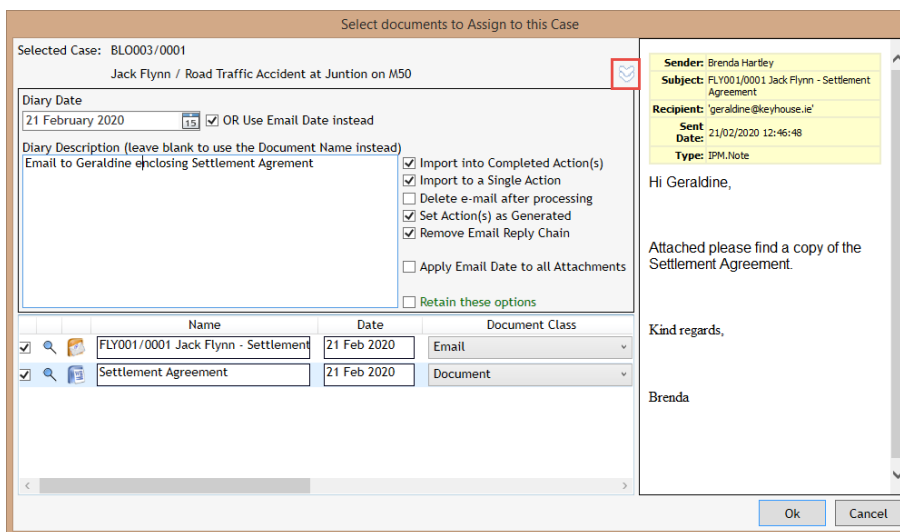 Select documents to Assign to this Case
Selected Case: BLO003/0001
Jack Flynn / Road Traffic Accident at Juntion on M50
Diary Date
21 February 2020
15
OR Use Email Date instead
Diary Description (leave blank to use the Document Name instead)
Email to Geraldine enclosing Settlement Agrement
Import into Completed Action(s)
Import to a Single Action
Delete e-mail after processing
Set Action(s) as Generated
Remove Email Reply Chain
Apply Email Date to all Attachments
Retain these options
Name Date Document Class
FLY001/0001 Jack Flynn - Settlement 21 Feb 2020 Email
Settlement Agreement 21 Feb 2020 Document
Sender: Brenda Hartley
Subject: FLY001/0001 Jack Flynn - Settlement
Agreement
Recipient: 'geraldine@keyhouse.ie'
Sent
Date: 21/02/2020 12:46:48
Type: IPM.Note
Hi Geraldine,
Attached please find a copy of the
Settlement Agreement.
Kind regards,
Brenda
Ok Cancel